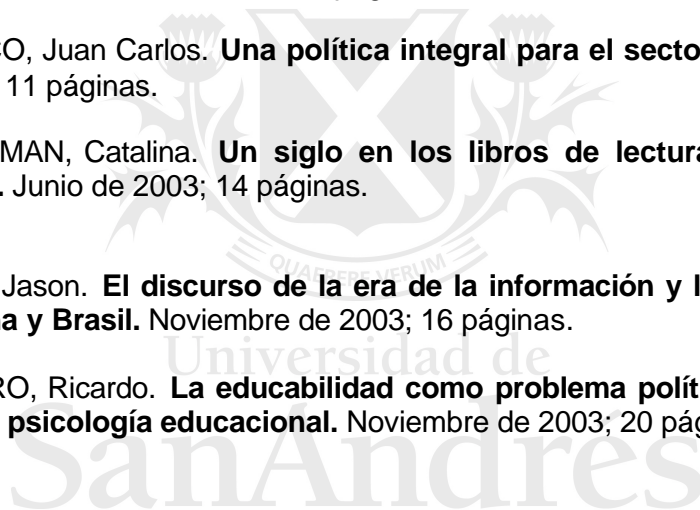 CO, Juan Carlos. Una política integral para el secto
11 páginas.
MAN, Catalina. Un siglo en los libros de lectura
Junio de 2003; 14 páginas.
QUAERERE VERUM
Jason. El discurso de la era de la información y l
na y Brasil. Noviembre de 2003; 16 páginas.
Universidad de
RO, Ricardo. La educabilidad como problema polít
psicología educacional. Noviembre de 2003; 20 pág
SanAndrés